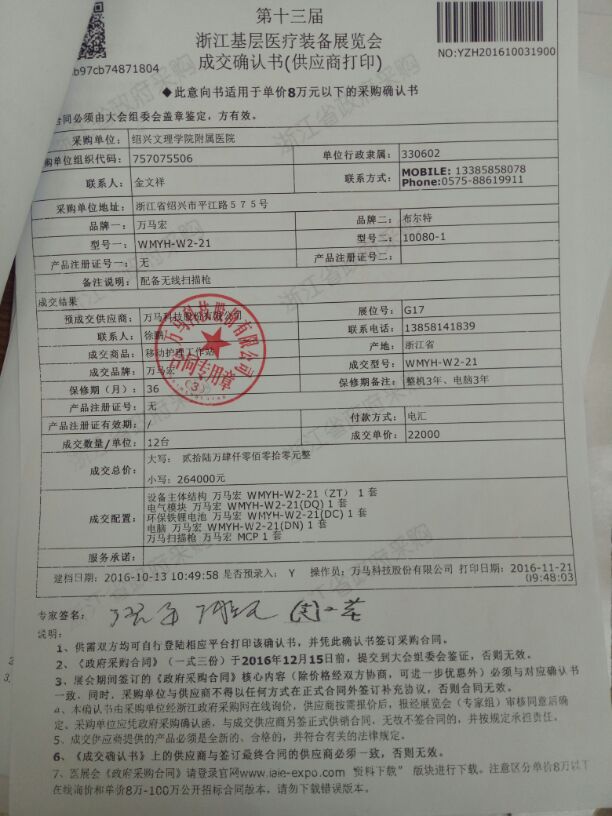 第十三届
浙江基层医疗装备展览会
成交确认书(供应商打印)
b97cb74871804
NO:YZH201610031900
◆此意向书适用于单价8万元以下的采购确认书
合同必须由大会组委会盖章鉴定，方有效。
采购单位： 绍兴文理学院附属医院
购单位组织代码： 757075506 单位行政隶属： 330602
联系人： 金文祥 联系方式： MOBILE: 13385858078
Phone:0575-88619911
采购单位地址： 浙江省绍兴市平江路５７５号
品牌一： 万马宏 品牌二： 布尔特
型号一： WMYH-W2-21 型号二： 10080-1
产品注册证号一： 无 产品注册证号二：
备注说明： 配备无线扫描枪
成交结果
预成交供应商： 万马科技股份有限公司 展位号： G17
联系人： 徐鹏 联系电话： 13858141839
成交商品： 移动护理工作站 产地： 浙江省
成交品牌： 万马宏 成交型号： WMYH-W2-21
保修期（月）： 36 保修期备注： 整机3年、电脑3年
产品注册证号： 无
产品注册证有效期： / 付款方式： 电汇
成交数量/单位： 12台 成交单价： 22000
成交总价： 大写： 贰拾陆万肆仟零佰零拾零元整
小写：264000元
成交配置： 设备主体结构 万马宏 WMYH-W2-21（ZT） 1 套
电气模块 万马宏 WMYH-W2-21(DQ) 1 套
环保铁锂电池 万马宏 WMYH-W2-21(DC) 1 套
电脑 万马宏 WMYH-W2-21(DN) 1 套
万马扫描枪 万马宏 MCP 1 套
服务承诺：
建档日期：2016-10-13 10:49:58 是否预录入： Y 操作员：万马科技股份有限公司 打印日期：2016-11-21 09:48:03
万马科技股份有限公司
合同专用章
（3）
浙江省政府采购
专家签名：
说明：
1、供需双方均可自行登陆相应平台打印该确认书，并凭此确认书签订采购合同。
2、《政府采购合同》（一式三份）于2016年12月15日前，提交到大会组委会签证，否则无效。
3、展会期间签订的《政府采购合同》核心内容（除价格经双方协商，可进一步优惠外）必须与对应确认书
一致，同时，采购单位与供应商不得以任何方式在正式合同外签订补充协议，否则合同无效。
4、本确认书由采购单位经浙江政府采购网在线询价、供应商按需报价后，报经展览会（专家组）审核同意后确
定。采购单位应凭政府采购确认函，与成交供应商另签正式供销合同。无故不签合同的，并按规定承担责任。
5、成交供应商提供的产品必须是全新的、合格的，并符合有关的法律规定。
6、《成交确认书》上的供应商与签订最终合同的供应商必须一致，否则无效。
7、医展会《政府采购合同》请登录官网www.iaie-expo.com "资料下载" 版块进行下载。注意区分单价8万以下
在线询价和单价8万-100万公开招标合同版本，请勿下载错误版本。